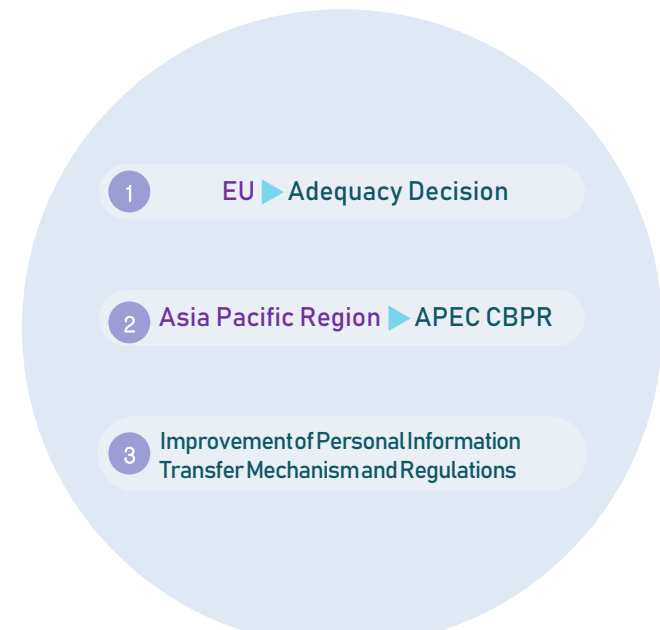 1 EU ▶ Adequacy Decision
2 Asia Pacific Region ▶ APEC CBPR
3 Improvement of Personal Information
Transfer Mechanism and Regulations